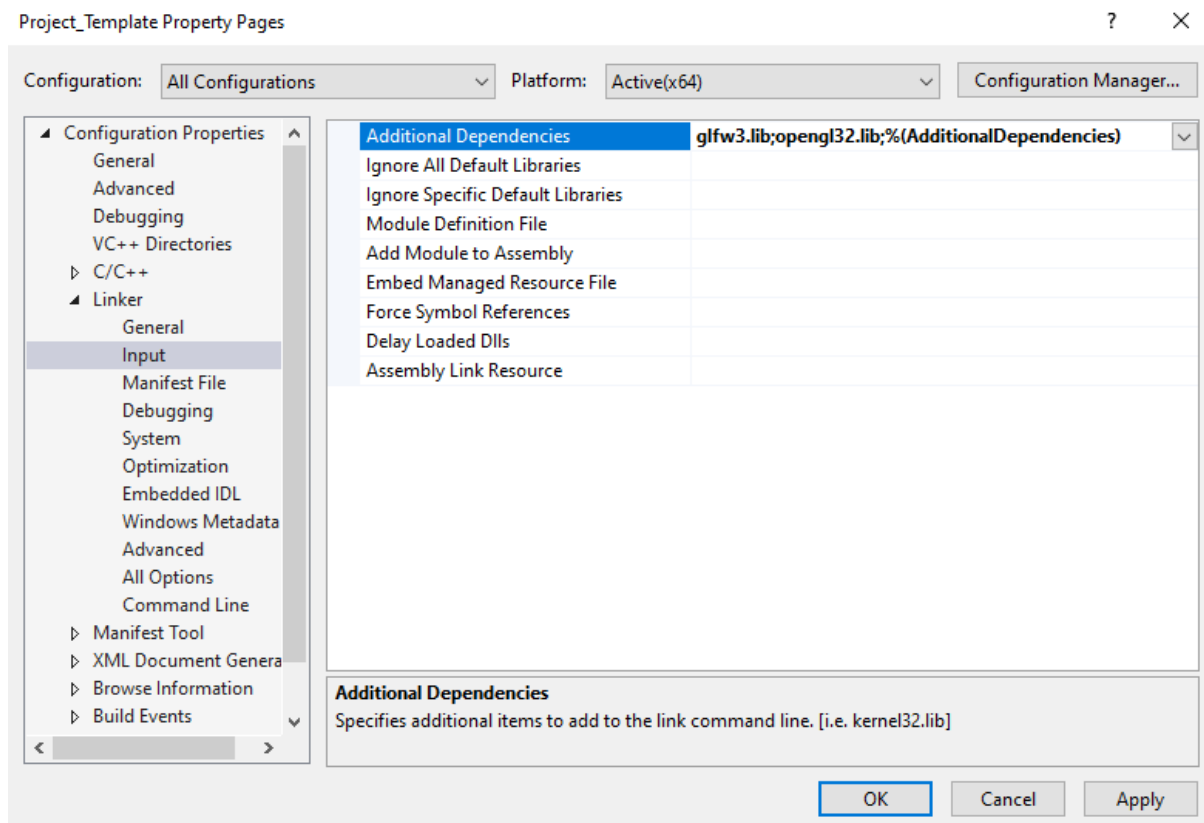 Project_Template Property Pages
Configuration: All Configurations Platform: Active(x64) Configuration Manager...
Configuration Properties
General
Advanced
Debugging
VC++ Directories
C/C++
Linker
General
Input
Manifest File
Debugging
System
Optimization
Embedded IDL
Windows Metadata
Advanced
All Options
Command Line
Manifest Tool
XML Document Genera
Browse Information
Build Events
Additional Dependencies glfw3.lib;opengl32.lib;%(AdditionalDependencies)
Ignore All Default Libraries
Ignore Specific Default Libraries
Module Definition File
Add Module to Assembly
Embed Managed Resource File
Force Symbol References
Delay Loaded Dlls
Assembly Link Resource
Additional Dependencies
Specifies additional items to add to the link command line. [i.e. kernel32.lib]
OK Cancel Apply